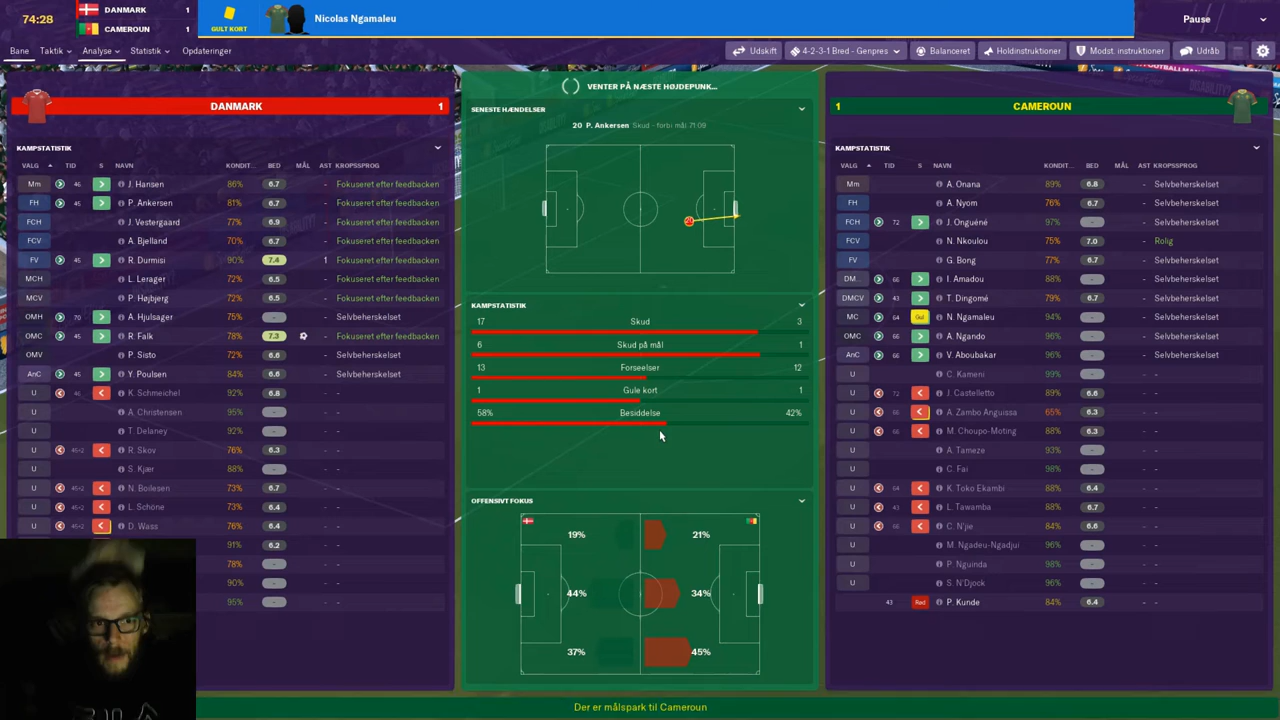 74:28
DANMARK 1
CAMEROUN 1
GULT KORT
Nicolas Ngamaleu
Pause
Bane Taktik Analyse Statistik Opdateringer
Udskift 4-2-3-1 Bred - Genpres Balanceret Holdinstruktioner Modst. instruktioner Udråb
DANMARK 1
KAMPSTATISTIK
VALG TID S NAVN KONDIT... BED MÅL AST KROPSSPROG
Mm 46 J. Hansen 86% 6.7 - Fokuseret efter feedbacken
FH 45 P. Ankersen 81% 6.7 - Fokuseret efter feedbacken
FCH J. Vestergaard 77% 6.9 - Fokuseret efter feedbacken
FCV A. Bjelland 70% 6.7 - Fokuseret efter feedbacken
FV 45 R. Durmisi 90% 7.4 1 Fokuseret efter feedbacken
MCH L. Lerager 72% 6.5 - Fokuseret efter feedbacken
MCV P. Højbjerg 72% 6.5 - Fokuseret efter feedbacken
OMH 70 A. Hjulsager 75% - - Selvbeherskelset
OMC 45 R. Falk 78% 7.3 - Fokuseret efter feedbacken
OMV P. Sisto 72% 6.6 - Selvbeherskelset
AnC 45 Y. Poulsen 84% 6.6 - Selvbeherskelset
U 46 K. Schmeichel 92% 6.8 - -
U A. Christensen 95% - - -
U T. Delaney 92% - - -
U 45+2 R. Skov 76% 6.3 - -
U S. Kjær 88% - - -
U 45+2 N. Boilesen 73% 6.7 - -
U 45+2 L. Schöne 73% 6.4 - -
U 45+2 D. Wass 76% 6.4 - -
91% 6.2 - -
78% - - -
90% - - -
95% - - -
VENTER PÅ NÆSTE HØJDEPUNK...
SENESTE HÆNDELSER
20 P. Ankersen Skud - forbi mål 71:09
KAMPSTATISTIK
17 Skud 3
6 Skud på mål 1
13 Forseelser 12
1 Gule kort 1
58% Besiddelse 42%
OFFENSIVT FOKUS
19% 21%
44% 34%
37% 45%
Der er målspark til Cameroun
1 CAMEROUN
KAMPSTATISTIK
VALG TID S NAVN KONDIT... BED MÅL AST KROPSSPROG
Mm A. Onana 89% 6.8 - Selvbeherskelset
FH A. Nyom 76% 6.7 - Selvbeherskelset
FCH 72 J. Onguéné 97% - - Selvbeherskelset
FCV N. Nkoulou 75% 7.0 - Rolig
FV G. Bong 77% 6.7 - Selvbeherskelset
DM 66 I. Amadou 88% - - Selvbeherskelset
DMCV 43 T. Dingomé 79% 6.7 - Selvbeherskelset
MC 64 Gul N. Ngamaleu 94% - - Selvbeherskelset
OMC 66 A. Ngando 96% - - Selvbeherskelset
AnC 66 V. Aboubakar 96% - - Selvbeherskelset
U C. Kameni 99% - - -
U 72 J. Castelletto 89% 6.3 - -
U 66 A. Zambo Anguissa 65% 6.3 - -
U 66 M. Choupo-Moting 88% 6.3 - -
U A. Tameze 93% - - -
U C. Fai 98% - - -
U 64 K. Toko Ekambi 88% 6.4 - -
U 43 L. Tawamba 88% 6.7 - -
U 66 C. N'jie 84% 6.6 - -
U M. Ngadeu-Ngadjui 96% - - -
U P. Nguinda 98% - - -
U S. N'Djock 96% - - -
43 Rød P. Kunde 84% 6.4 - -